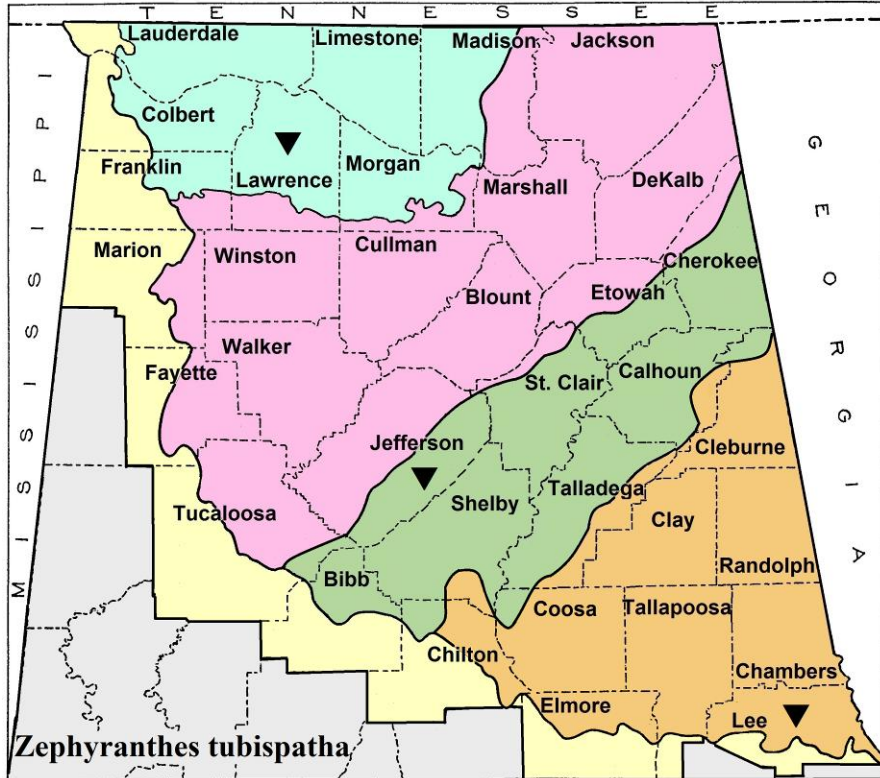 TENNESSEE
MISSISSIPPI
GEORGIA
Lauderdale
Limestone
Madison
Jackson
Colbert
Franklin
Lawrence
Morgan
Marshall
DeKalb
Marion
Winston
Cullman
Cherokee
Blount
Etowah
Walker
Fayette
St. Clair
Calhoun
Jefferson
Cleburne
Tucaloosa
Shelby
Talladega
Clay
Randolph
Bibb
Coosa
Tallapoosa
Chilton
Chambers
Elmore
Lee
Zephyranthes tubispatha